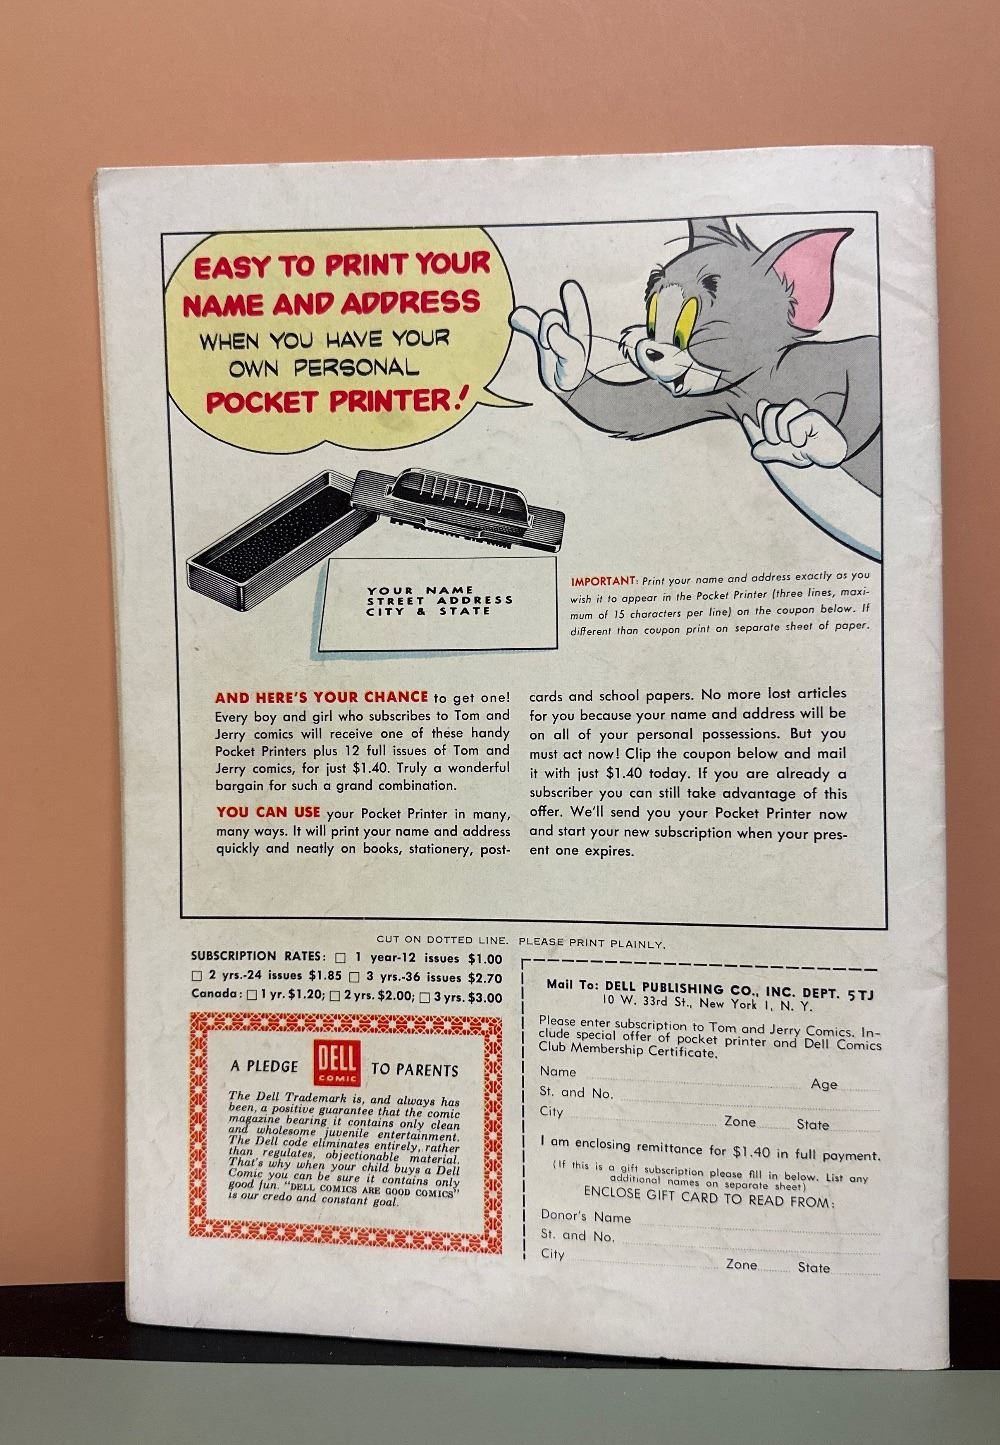 EASY TO PRINT YOUR
NAME AND ADDRESS
WHEN YOU HAVE YOUR
OWN PERSONAL
POCKET PRINTER!
YOUR NAME
STREET ADDRESS
CITY & STATE
IMPORTANT: Print your name and address exactly as you
wish it to appear in the Pocket Printer (three lines, maxi-
mum of 15 characters per line) on the coupon below. If
different than coupon print on separate sheet of paper.
AND HERE'S YOUR CHANCE to get one!
Every boy and girl who subscribes to Tom and
Jerry comics will receive one of these handy
Pocket Printers plus 12 full issues of Tom and
Jerry comics, for just $1.40. Truly a wonderful
bargain for such a grand combination.
YOU CAN USE your Pocket Printer in many,
many ways. It will print your name and address
quickly and neatly on books, stationery, post-
cards and school papers. No more lost articles
for you because your name and address will be
on all of your personal possessions. But you
must act now! Clip the coupon below and mail
it with just $1.40 today. If you are already a
subscriber you can still take advantage of this
offer. We'll send you your Pocket Printer now
and start your new subscription when your pres-
ent one expires.
CUT ON DOTTED LINE. PLEASE PRINT PLAINLY.
SUBSCRIPTION RATES: □ 1 year-12 issues $1.00
□ 2 yrs.-24 issues $1.85 □ 3 yrs.-36 issues $2.70
Canada: □ 1 yr. $1.20; □ 2 yrs. $2.00; □ 3 yrs. $3.00
A PLEDGE DELL COMIC TO PARENTS
The Dell Trademark is, and always has
been, a positive guarantee that the comic
magazine bearing it contains only clean
and wholesome juvenile entertainment.
The Dell code eliminates entirely, rather
than regulates, objectionable material.
That's why when your child buys a Dell
Comic you can be sure it contains only
good fun. "DELL COMICS ARE GOOD COMICS"
is our credo and constant goal.
Mail To: DELL PUBLISHING CO., INC. DEPT. 5TJ
10 W. 33rd St., New York 1, N. Y.
Please enter subscription to Tom and Jerry Comics. In-
clude special offer of pocket printer and Dell Comics
Club Membership Certificate.
Name Age
St. and No.
City Zone State
I am enclosing remittance for $1.40 in full payment.
(If this is a gift subscription please fill in below. List any
additional names on separate sheet)
ENCLOSE GIFT CARD TO READ FROM:
Donor's Name
St. and No.
City Zone State